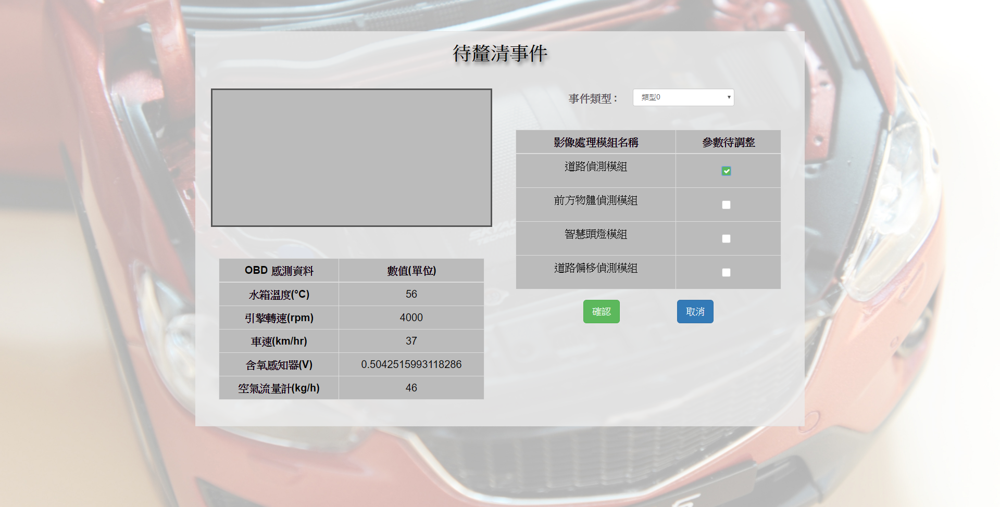 待釐清事件
事件類型 :
類型0
影像處理模組名稱 參數待調整
道路偵測模組
前方物體偵測模組
智慧頭燈模組
道路偏移偵測模組
確認 取消
OBD 感測資料 數值(單位)
水箱溫度(°C) 56
引擎轉速(rpm) 4000
車速(km/hr) 37
含氧感知器(V) 0.5042515993118286
空氣流量計(kg/h) 46